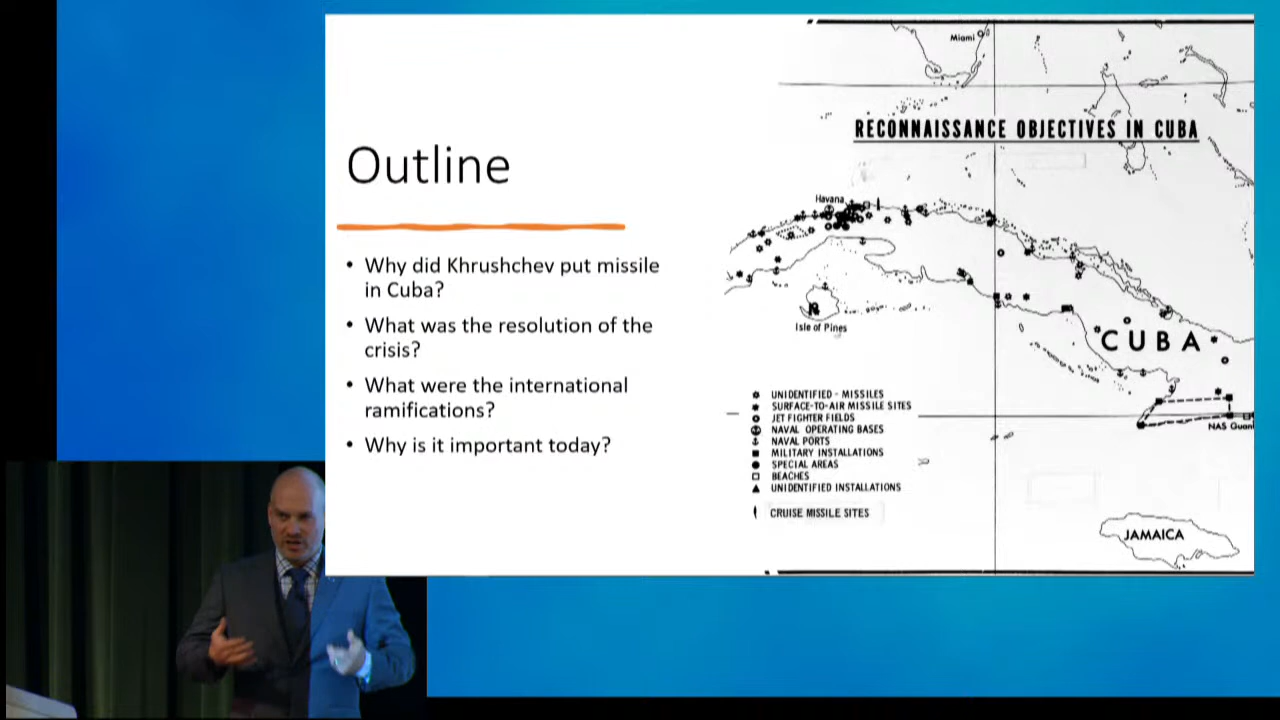 Outline
• Why did Khrushchev put missile
in Cuba?
• What was the resolution of the
crisis?
• What were the international
ramifications?
• Why is it important today?
Miami
RECONNAISSANCE OBJECTIVES IN CUBA
Havana
Isle of Pines
CUBA
UNIDENTIFIED - MISSILES
SURFACE-TO-AIR MISSILE SITES
JET FIGHTER FIELDS
NAVAL OPERATING BASES
NAVAL PORTS
MILITARY INSTALLATIONS
SPECIAL AREAS
BEACHES
UNIDENTIFIED INSTALLATIONS
CRUISE MISSILE SITES
NAS Guan
JAMAICA